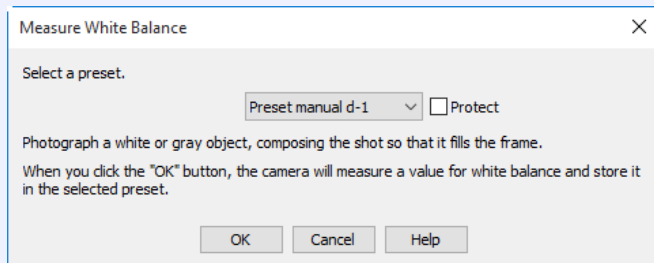 Measure White Balance
Select a preset.
Preset manual d-1
Protect
Photograph a white or gray object, composing the shot so that it fills the frame.
When you click the "OK" button, the camera will measure a value for white balance and store it
in the selected preset.
OK Cancel Help